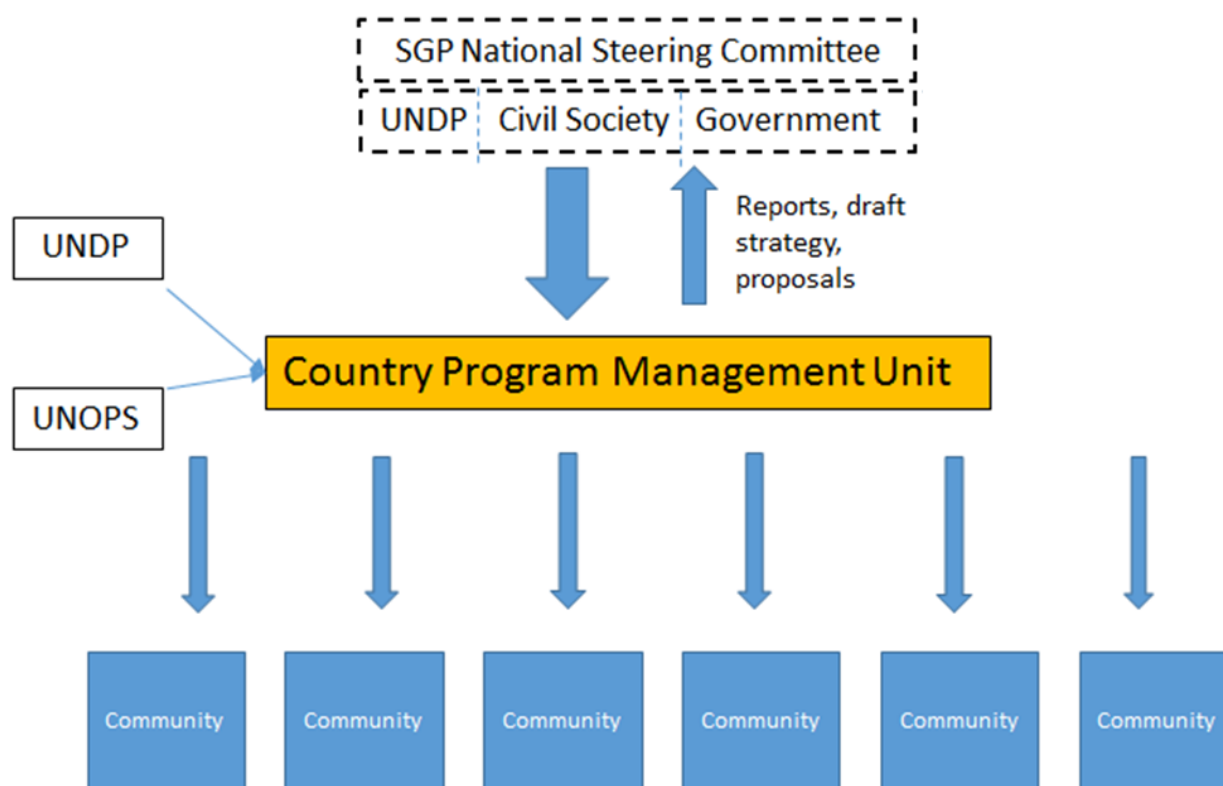 SGP National Steering Committee
UNDP Civil Society Government
Reports, draft
strategy,
proposals
UNDP
Country Program Management Unit
UNOPS
Community Community Community Community Community Community